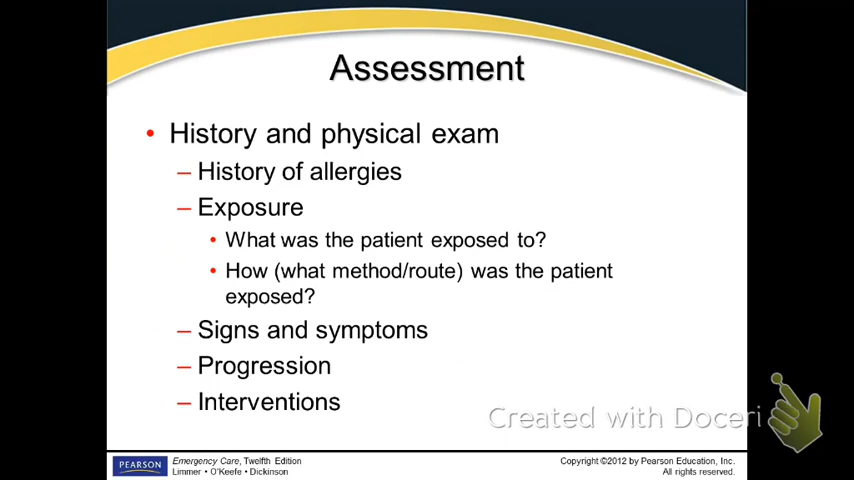 Assessment
• History and physical exam
– History of allergies
– Exposure
• What was the patient exposed to?
• How (what method/route) was the patient
exposed?
– Signs and symptoms
– Progression
– Interventions
Created with Doceri
PEARSON
Emergency Care, Twelfth Edition
Limmer • O'Keefe • Dickinson
Copyright ©2012 by Pearson Education, Inc.
All rights reserved.